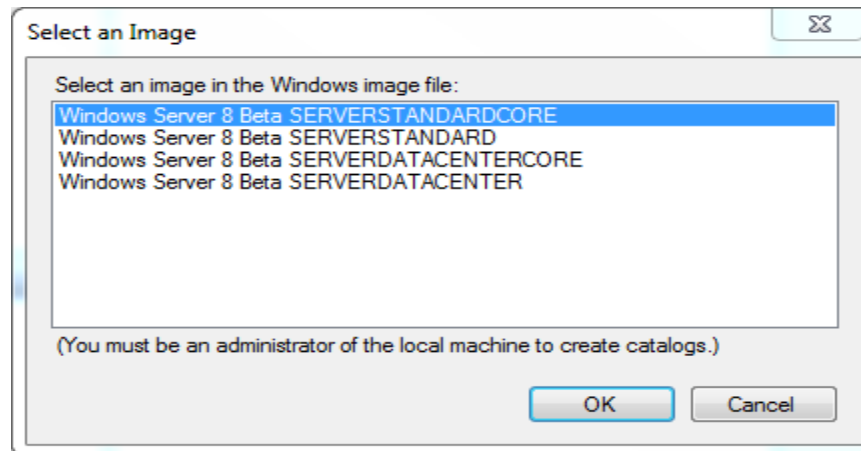 Select an Image
Select an image in the Windows image file:
Windows Server 8 Beta SERVERSTANDARDCORE
Windows Server 8 Beta SERVERSTANDARD
Windows Server 8 Beta SERVERDATACENTERCORE
Windows Server 8 Beta SERVERDATACENTER
(You must be an administrator of the local machine to create catalogs.)
OK Cancel